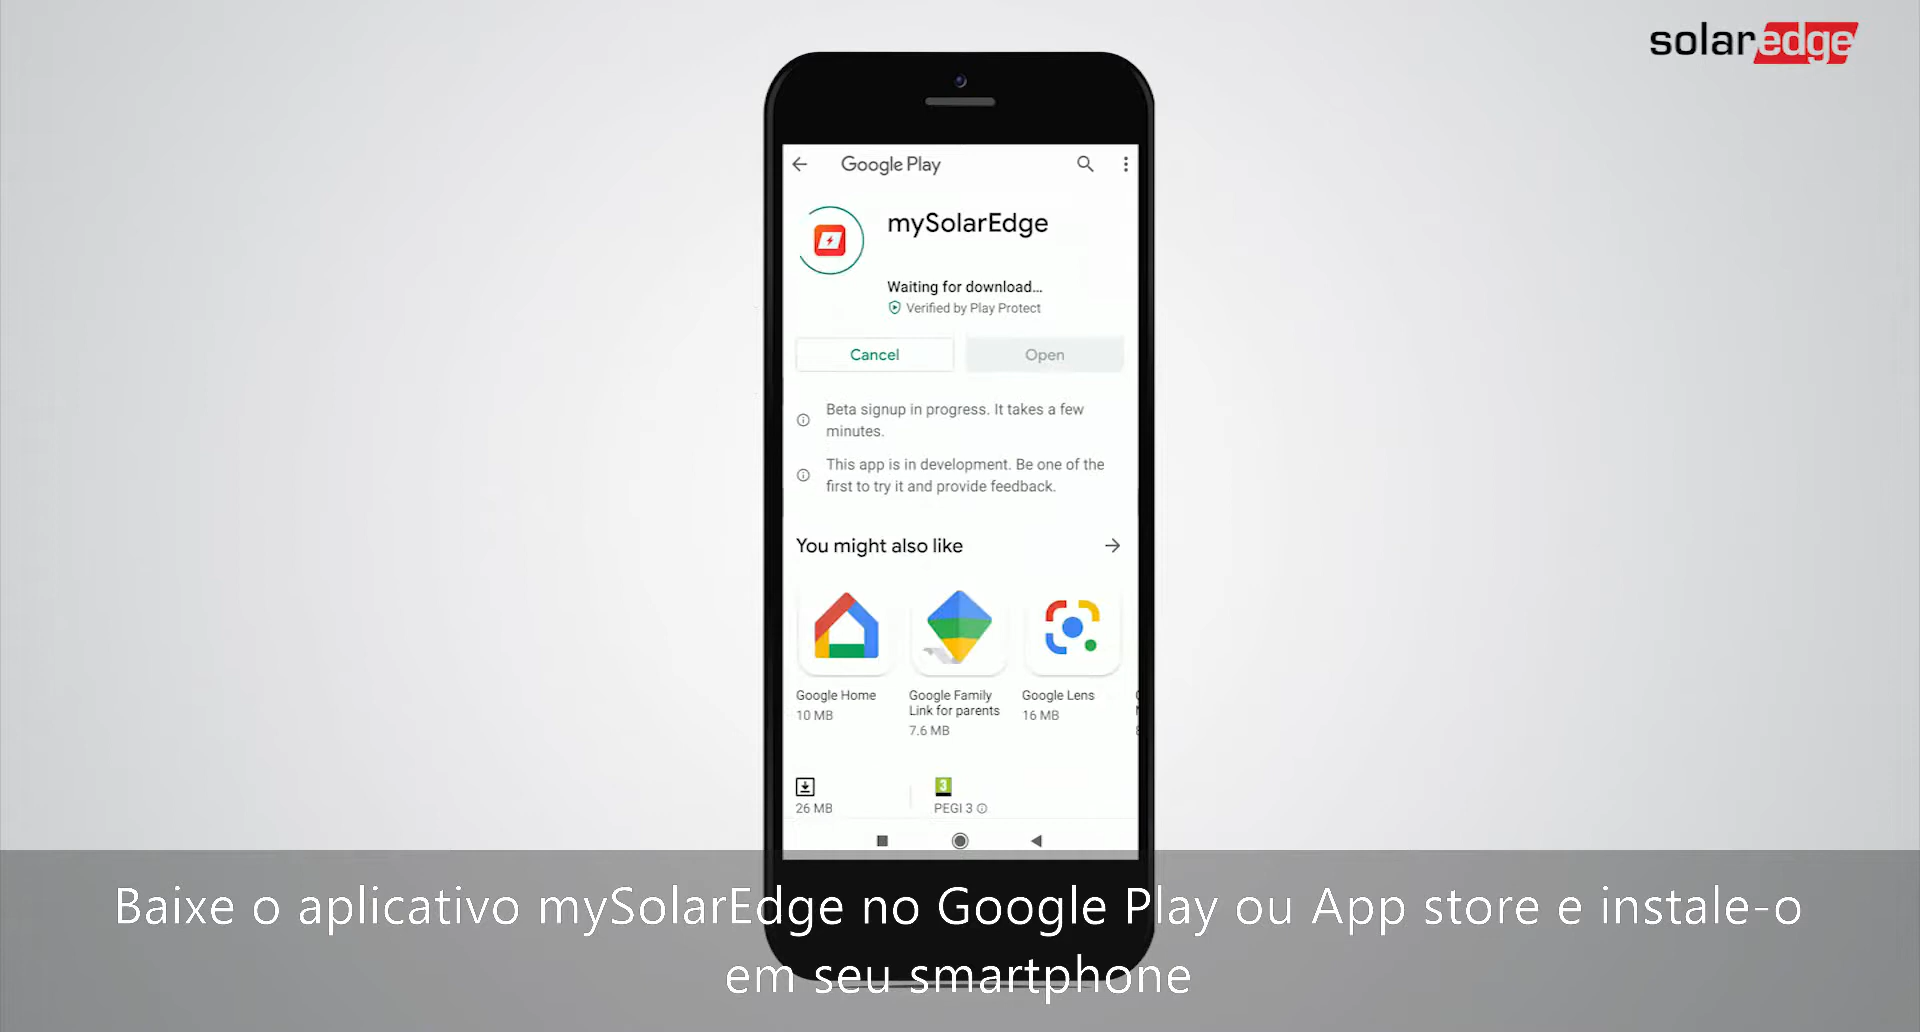 solaredge
Google Play
mySolarEdge
Waiting for download...
Verified by Play Protect
Cancel
Open
Beta signup in progress. It takes a few
minutes.
This app is in development. Be one of the
first to try it and provide feedback.
You might also like
Google Home
10 MB
Google Family
Link for parents
7.6 MB
Google Lens
16 MB
26 MB
3
PEGI 3
Baixe o aplicativo mySolarEdge no Google Play ou App store e instale-o
em seu smartphone